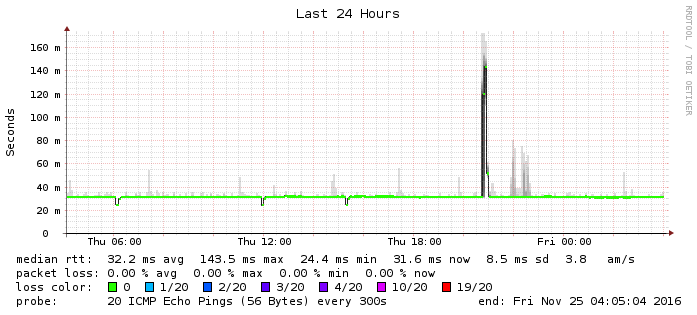 Last 24 Hours
RRDTOOL / TOBI OETIKER
Seconds
160 m
140 m
120 m
100 m
80 m
60 m
40 m
20 m
0
Thu 06:00 Thu 12:00 Thu 18:00 Fri 00:00
median rtt: 32.2 ms avg 143.5 ms max 24.4 ms min 31.6 ms now 8.5 ms sd 3.8 am/s
packet loss: 0.00 % avg 0.00 % max 0.00 % min 0.00 % now
loss color: 0 1/20 2/20 3/20 4/20 10/20 19/20
probe: 20 ICMP Echo Pings (56 Bytes) every 300s end: Fri Nov 25 04:05:04 2016